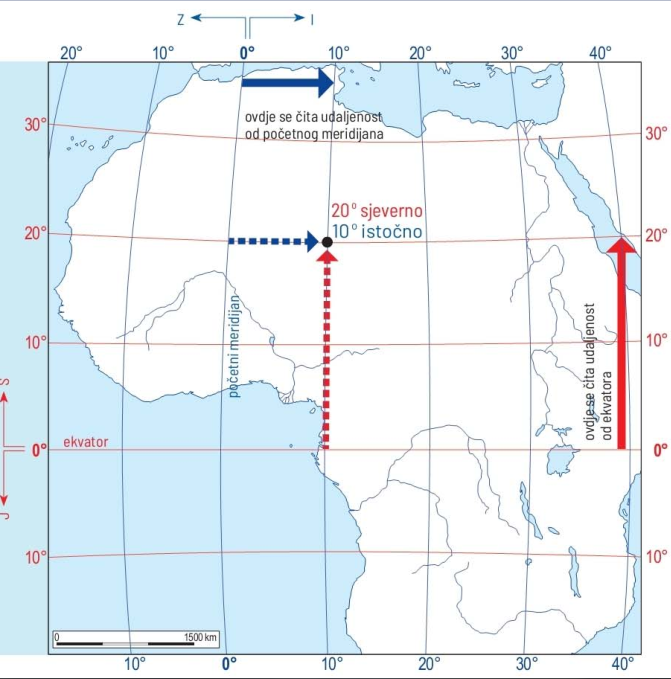 Z I
20° 10° 0° 10° 20° 30° 40°
ovdje se čita udaljenost
od početnog meridijana
30° 30°
20° sjeverno
10° istočno
20° 20°
početni meridijan
10° 10°
ovdje se čita udaljenost
od ekvatora
S
ekvator
0° 0°
J
10° 10°
0 1500 km
10° 0° 10° 20° 30° 40°